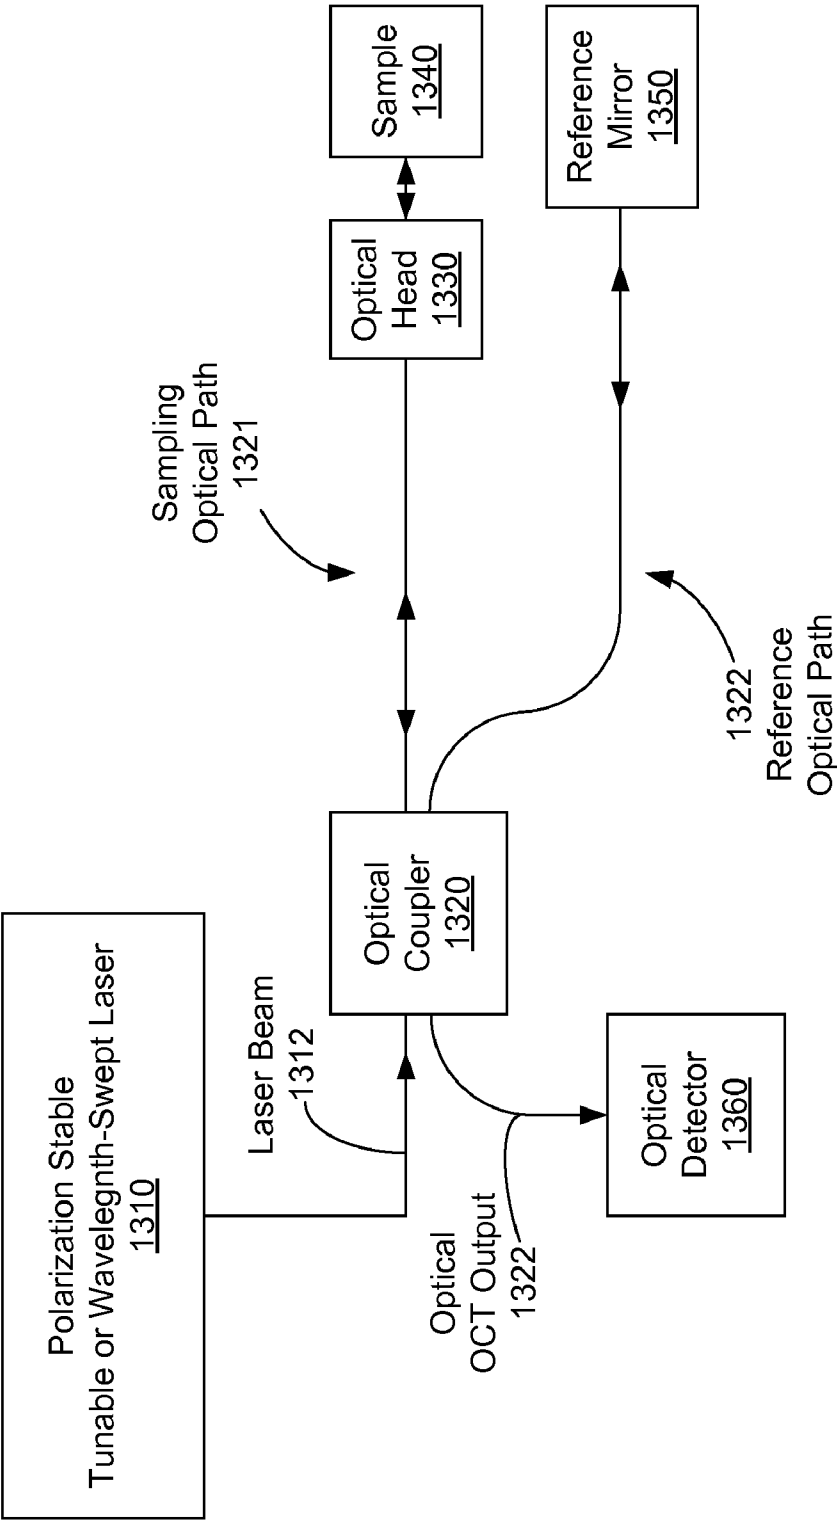 Polarization Stable
Tunable or Wavelegnth-Swept Laser
1310
Laser Beam
1312
Optical
OCT Output
1322
Optical
Detector
1360
Optical
Coupler
1320
Sampling
Optical Path
1321
1322
Reference
Optical Path
Optical
Head
1330
Sample
1340
Reference
Mirror
1350